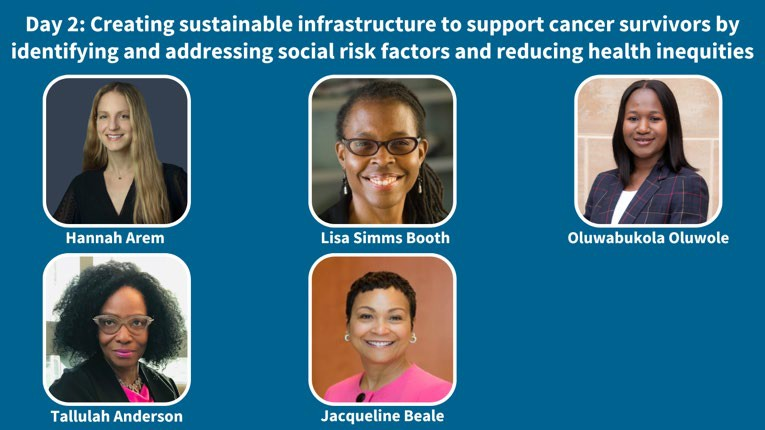 Day 2: Creating sustainable infrastructure to support cancer survivors by
identifying and addressing social risk factors and reducing health inequities
Hannah Arem
Lisa Simms Booth
Oluwabukola Oluwole
Tallulah Anderson
Jacqueline Beale